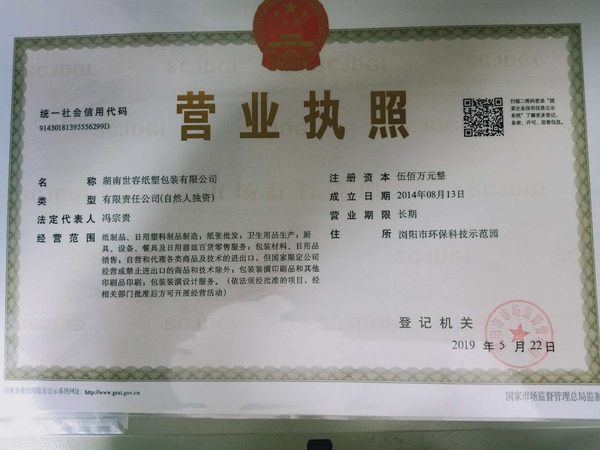 SCJDGL
营业执照
统一社会信用代码
91430181395556299D
扫描二维码登录“国
家企业信用信息公示
系统”了解更多登记、
备案、许可、监管信息。
名称 湖南世容纸塑包装有限公司
类型 有限责任公司(自然人独资)
法定代表人 冯宗贵
经营范围 纸制品、日用塑料制品制造；纸张批发；卫生用品生产；厨
具、设备、餐具及日用器皿百货零售服务；包装材料、日用品
销售；自营和代理各类商品及技术的进出口，但国家限定公司
经营或禁止进出口的商品和技术除外；包装装潢印刷品和其他
印刷品印刷；包装装潢设计服务。（依法须经批准的项目，经
相关部门批准后方可开展经营活动）
注册资本 伍佰万元整
成立日期 2014年08月13日
营业期限 长期
住所 浏阳市环保科技示范园
登记机关
2019 年 5 月 22 日
国家企业信用信息公示系统网址：http://www.gsxt.gov.cn
国家市场监督管理总局监制